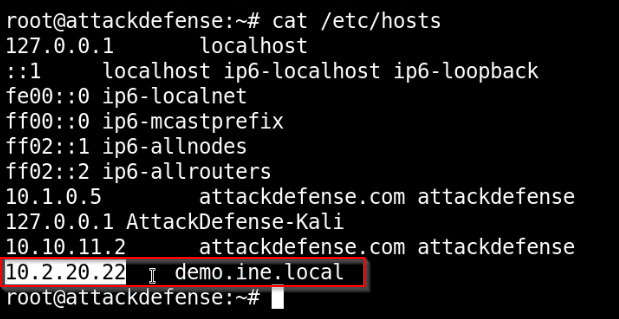 root@attackdefense:~# cat /etc/hosts
127.0.0.1       localhost
::1     localhost ip6-localhost ip6-loopback
fe00::0 ip6-localnet
ff00::0 ip6-mcastprefix
ff02::1 ip6-allnodes
ff02::2 ip6-allrouters
10.1.0.5        attackdefense.com attackdefense
127.0.0.1 AttackDefense-Kali
10.10.11.2      attackdefense.com attackdefense
10.2.20.22    demo.ine.local
root@attackdefense:~#